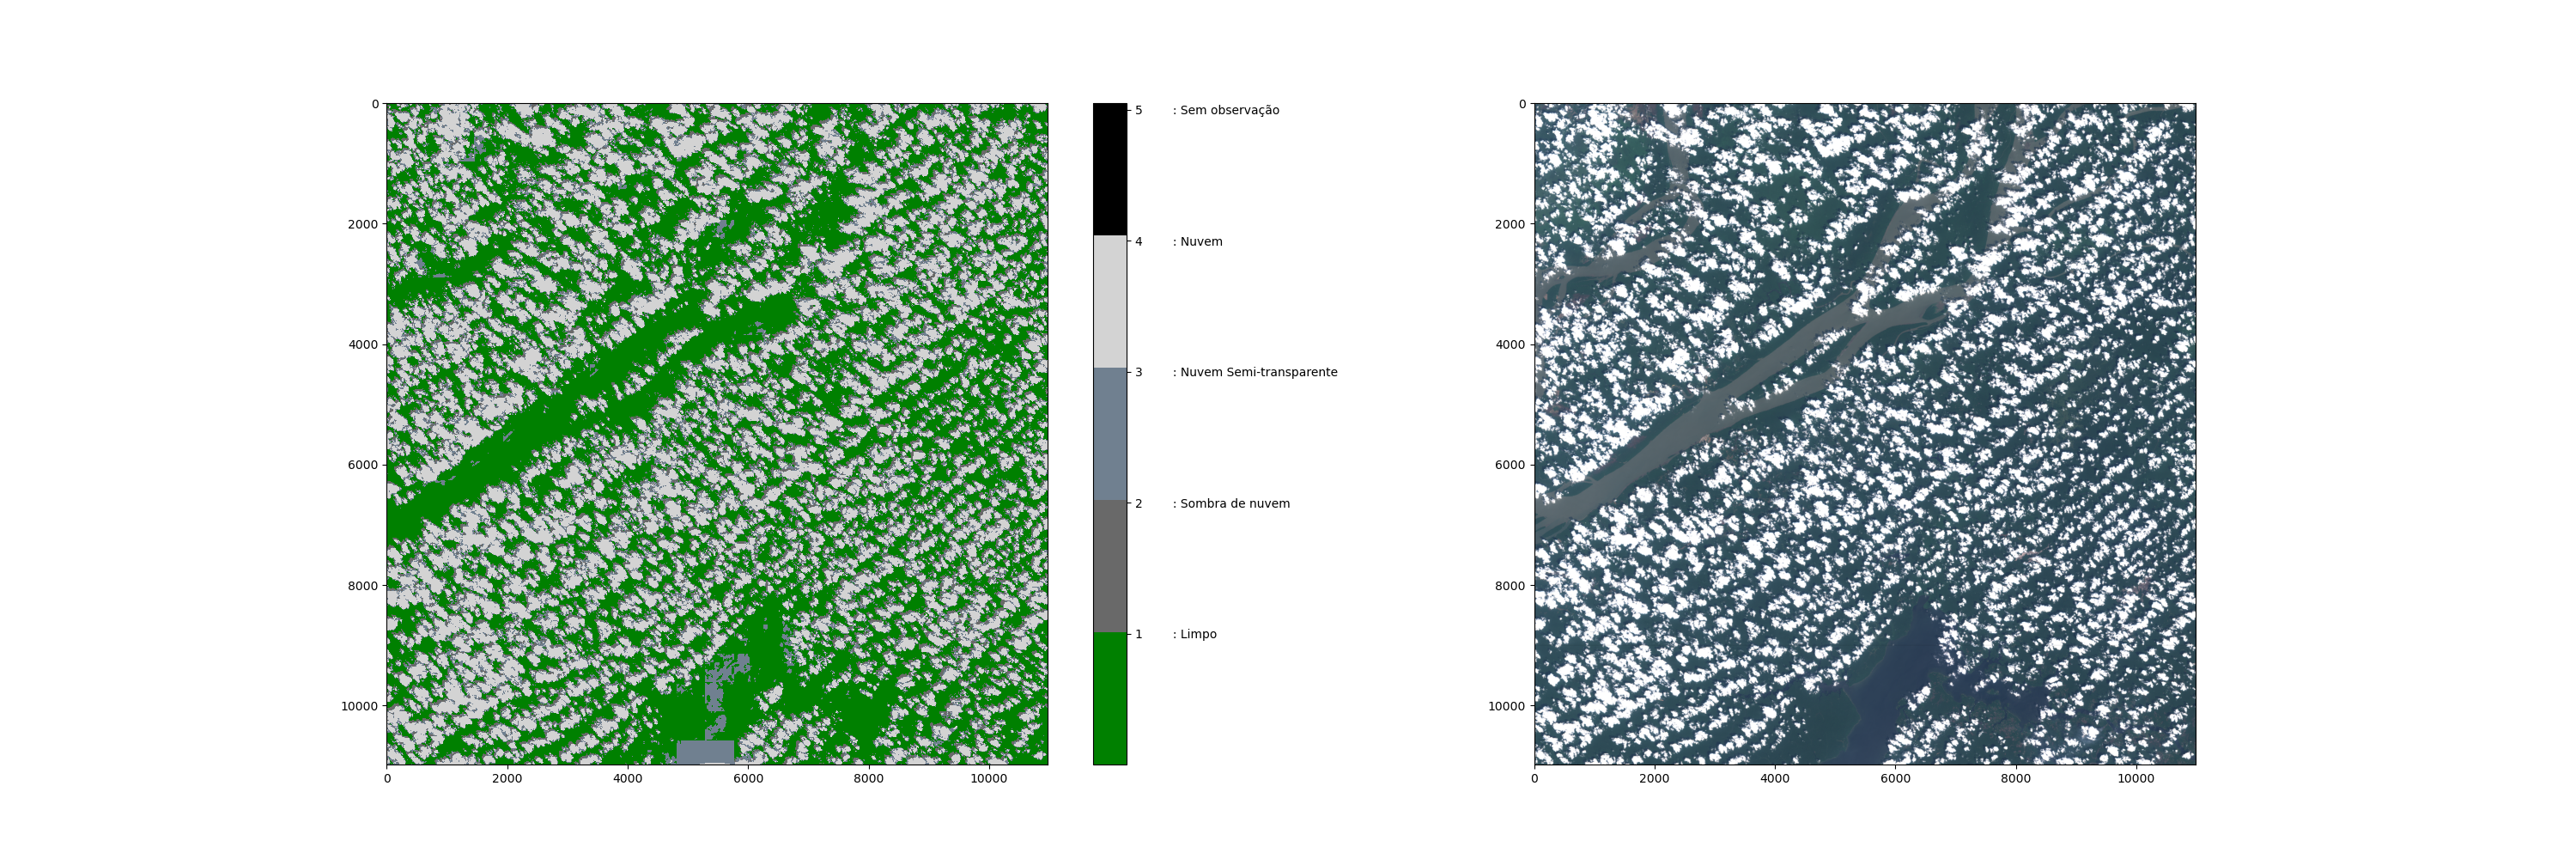 0
2000
4000
6000
8000
10000
0 2000 4000 6000 8000 10000
5 : Sem observação
4 : Nuvem
3 : Nuvem Semi-transparente
2 : Sombra de nuvem
1 : Limpo
0
2000
4000
6000
8000
10000
0 2000 4000 6000 8000 10000